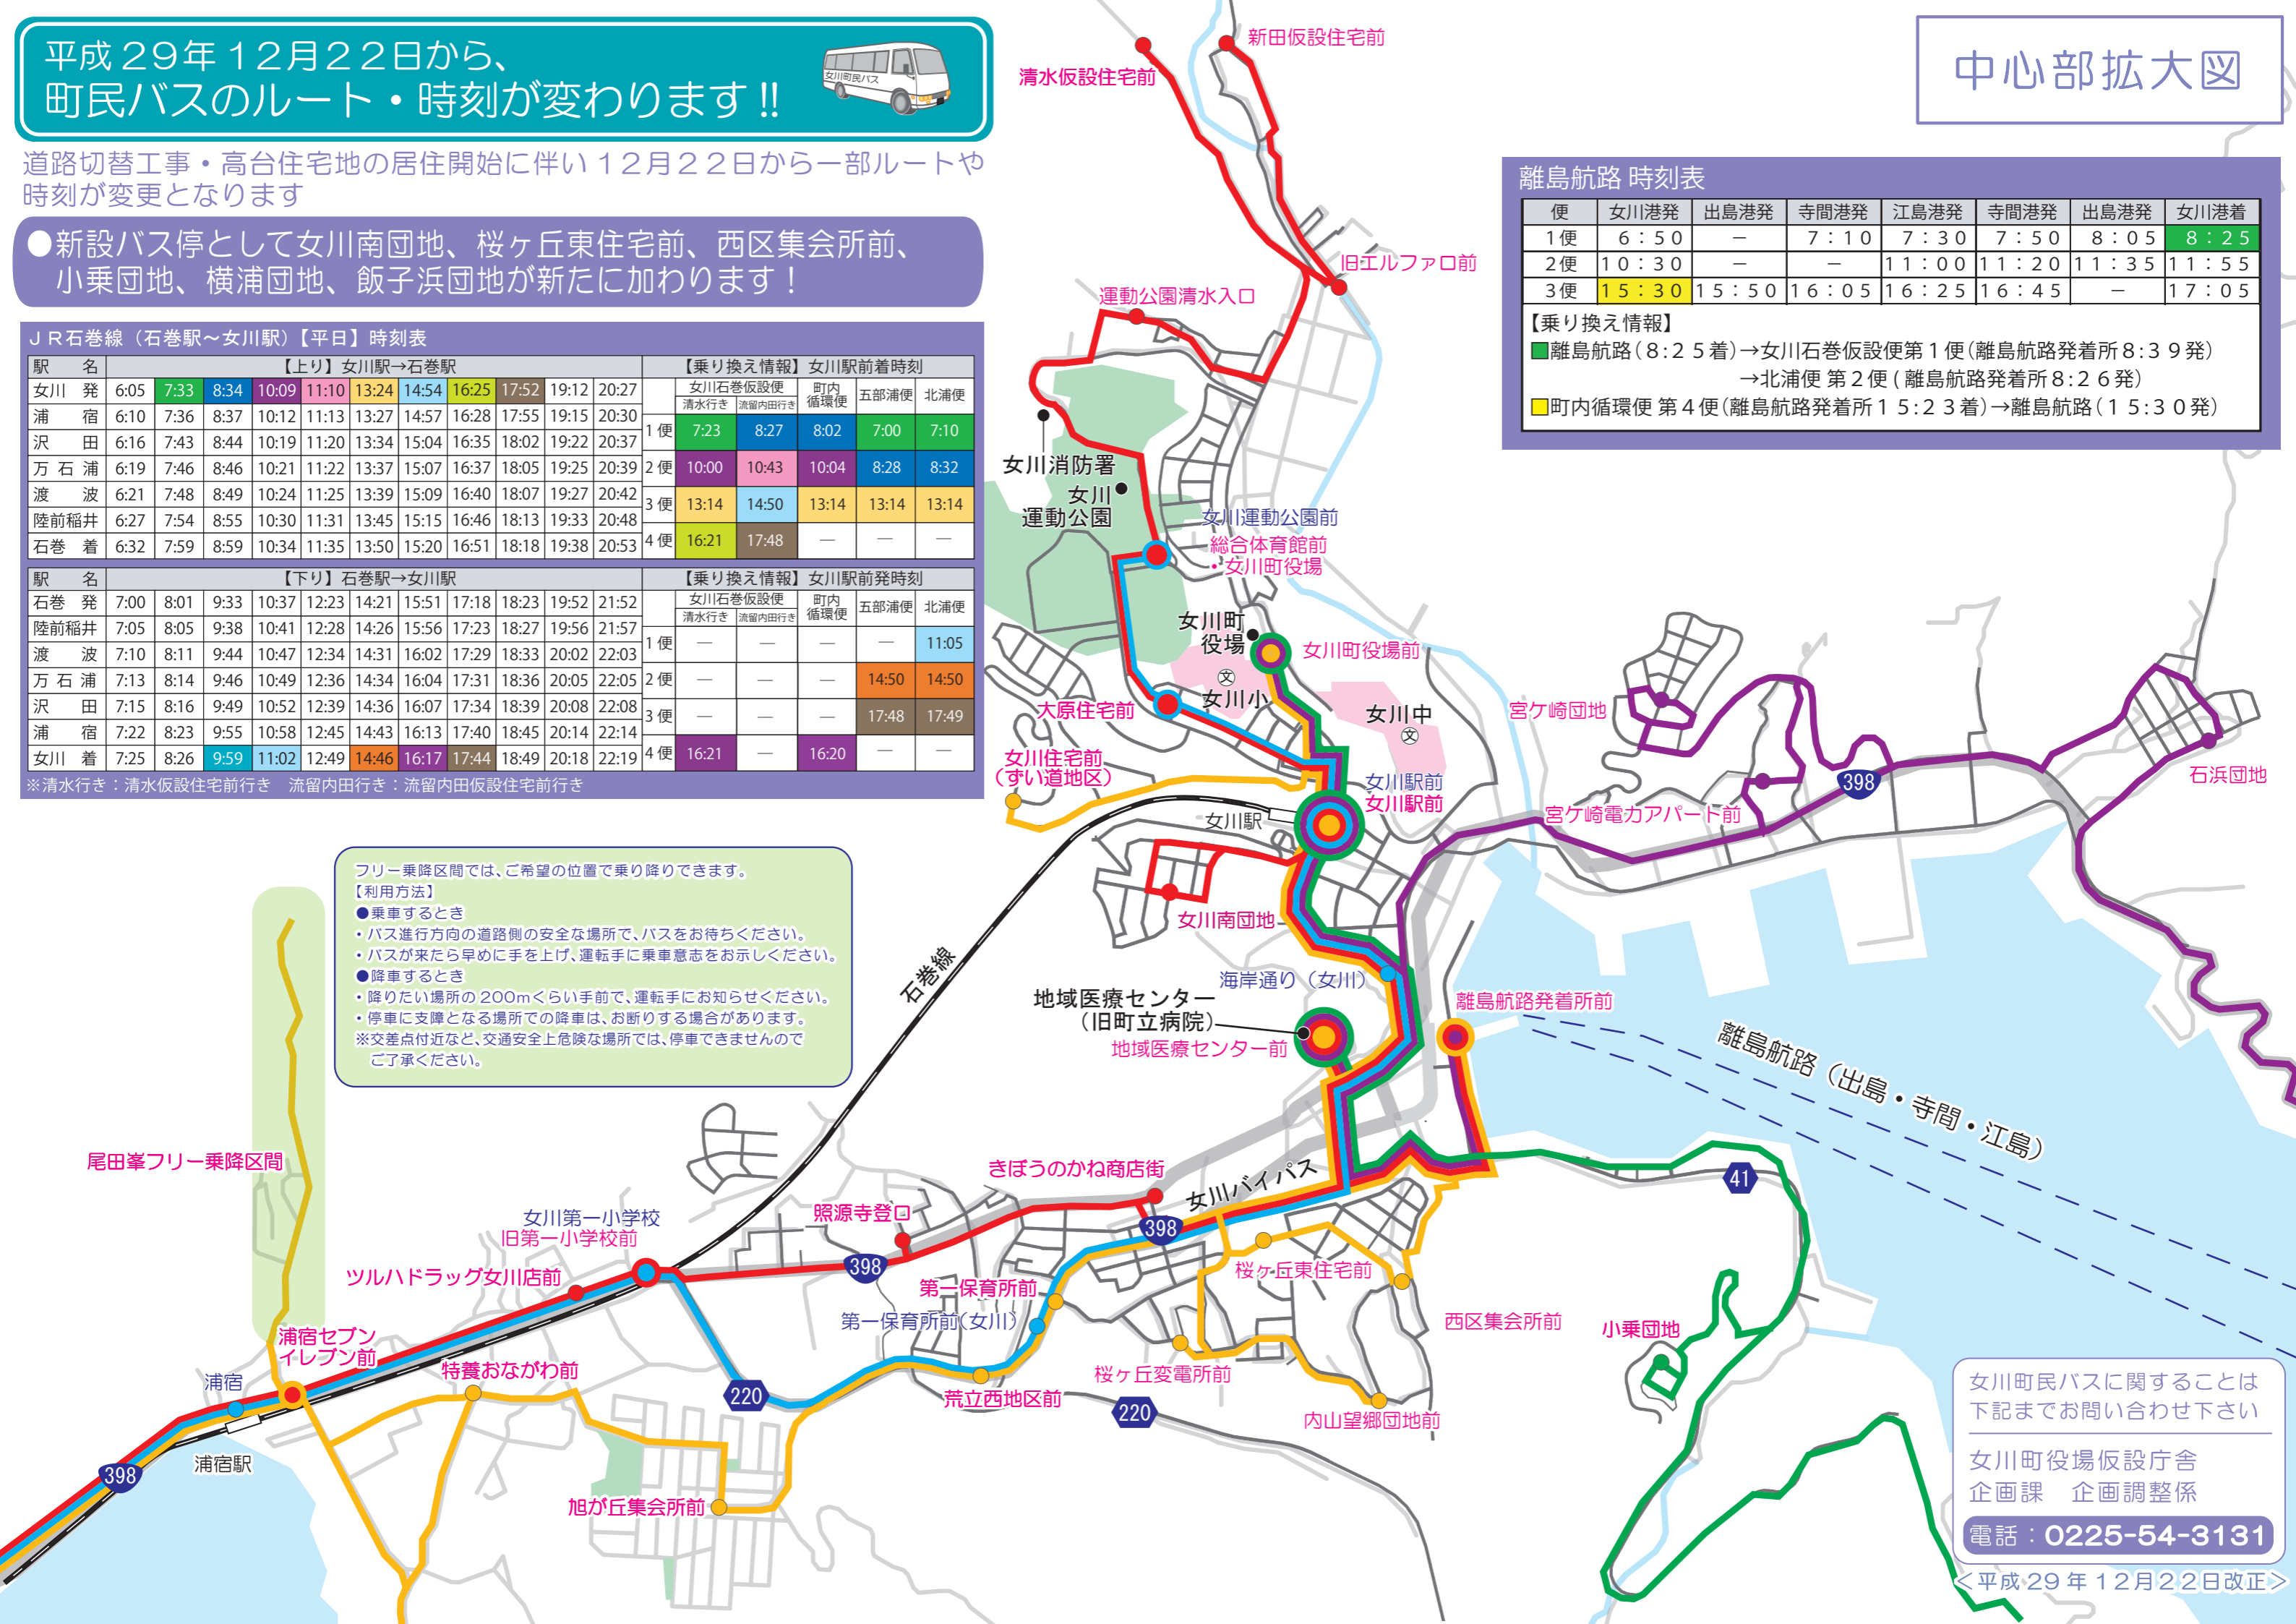 平成29年12月22日から、
町民バスのルート・時刻が変わります!!
女川町民バス
道路切替工事・高台住宅地の居住開始に伴い12月22日から一部ルートや
時刻が変更となります
●新設バス停として女川南団地、桜ヶ丘東住宅前、西区集会所前、
小乗団地、横浦団地、飯子浜団地が新たに加わります！
JR石巻線（石巻駅～女川駅）【平日】時刻表
駅 名 【上り】女川駅→石巻駅 【乗り換え情報】女川駅前着時刻
女川 発 6:05 7:33 8:34 10:09 11:10 13:24 14:54 16:25 17:52 19:12 20:27
浦 宿 6:10 7:36 8:37 10:12 11:13 13:27 14:57 16:28 17:55 19:15 20:30
沢 田 6:16 7:43 8:44 10:19 11:20 13:34 15:04 16:35 18:02 19:22 20:37
万石浦 6:19 7:46 8:46 10:21 11:22 13:37 15:07 16:37 18:05 19:25 20:39
渡 波 6:21 7:48 8:49 10:24 11:25 13:39 15:09 16:40 18:07 19:27 20:42
陸前稲井 6:27 7:54 8:55 10:30 11:31 13:45 15:15 16:46 18:13 19:33 20:48
石巻 着 6:32 7:59 8:59 10:34 11:35 13:50 15:20 16:51 18:18 19:38 20:53
女川石巻仮設便 町内循環便 五部浦便 北浦便
清水行き 流留内田行き
1便 7:23 8:27 8:02 7:00 7:10
2便 10:00 10:43 10:04 8:28 8:32
3便 13:14 14:50 13:14 13:14 13:14
4便 16:21 17:48 — — —
駅 名 【下り】石巻駅→女川駅 【乗り換え情報】女川駅前発時刻
石巻 発 7:00 8:01 9:33 10:37 12:23 14:21 15:51 17:18 18:23 19:52 21:52
陸前稲井 7:05 8:05 9:38 10:41 12:28 14:26 15:56 17:23 18:27 19:56 21:57
渡 波 7:10 8:11 9:44 10:47 12:34 14:31 16:02 17:29 18:33 20:02 22:03
万石浦 7:13 8:14 9:46 10:49 12:36 14:34 16:04 17:31 18:36 20:05 22:05
沢 田 7:15 8:16 9:49 10:52 12:39 14:36 16:07 17:34 18:39 20:08 22:08
浦 宿 7:22 8:23 9:55 10:58 12:45 14:43 16:13 17:40 18:45 20:14 22:14
女川 着 7:25 8:26 9:59 11:02 12:49 14:46 16:17 17:44 18:49 20:18 22:19
女川石巻仮設便 町内循環便 五部浦便 北浦便
清水行き 流留内田行き
1便 — — — — 11:05
2便 — — — 14:50 14:50
3便 — — — 17:48 17:49
4便 16:21 — 16:20 — —
※清水行き：清水仮設住宅前行き 流留内田行き：流留内田仮設住宅前行き
フリー乗降区間では、ご希望の位置で乗り降りできます。
【利用方法】
●乗車するとき
・バス進行方向の道路側の安全な場所で、バスをお待ちください。
・バスが来たら早めに手を上げ、運転手に乗車意志をお示しください。
●降車するとき
・降りたい場所の200mくらい手前で、運転手にお知らせください。
・停車に支障となる場所での降車は、お断りする場合があります。
※交差点付近など、交通安全上危険な場所では、停車できませんので
ご了承ください。
中心部拡大図
離島航路 時刻表
便 女川港発 出島港発 寺間港発 江島港発 寺間港発 出島港発 女川港着
1便 6：50 － 7：10 7：30 7：50 8：05 8：25
2便 10：30 － － 11：00 11：20 11：35 11：55
3便 15：30 15：50 16：05 16：25 16：45 － 17：05
【乗り換え情報】
■離島航路(8:25着)→女川石巻仮設便第1便(離島航路発着所8:39発)
→北浦便 第2便(離島航路発着所8:26発)
■町内循環便 第4便(離島航路発着所15:23着)→離島航路(15:30発)
新田仮設住宅前
清水仮設住宅前
旧エルファロ前
運動公園清水入口
女川消防署
女川
運動公園
女川運動公園前
総合体育館前
・女川町役場
女川町
役場
女川町役場前
文
女川小
女川中
文
大原住宅前
女川住宅前
（ずい道地区）
女川駅前
女川駅前
女川駅
宮ケ崎団地
宮ケ崎電力アパート前
398
石浜団地
女川南団地
石巻線
海岸通り（女川）
地域医療センター
（旧町立病院）
地域医療センター前
離島航路発着所前
離島航路（出島・寺間・江島）
尾田峯フリー乗降区間
きぼうのかね商店街
女川バイパス
41
照源寺登口
女川第一小学校
旧第一小学校前
398
398
ツルハドラッグ女川店前
第一保育所前
第一保育所前(女川)
桜ヶ丘東住宅前
西区集会所前
小乗団地
浦宿セブン
イレブン前
特養おながわ前
浦宿
220
荒立西地区前
桜ヶ丘変電所前
220
内山望郷団地前
浦宿駅
398
旭が丘集会所前
女川町民バスに関することは
下記までお問い合わせ下さい
女川町役場仮設庁舎
企画課 企画調整係
電話：0225-54-3131
＜平成29年12月22日改正＞